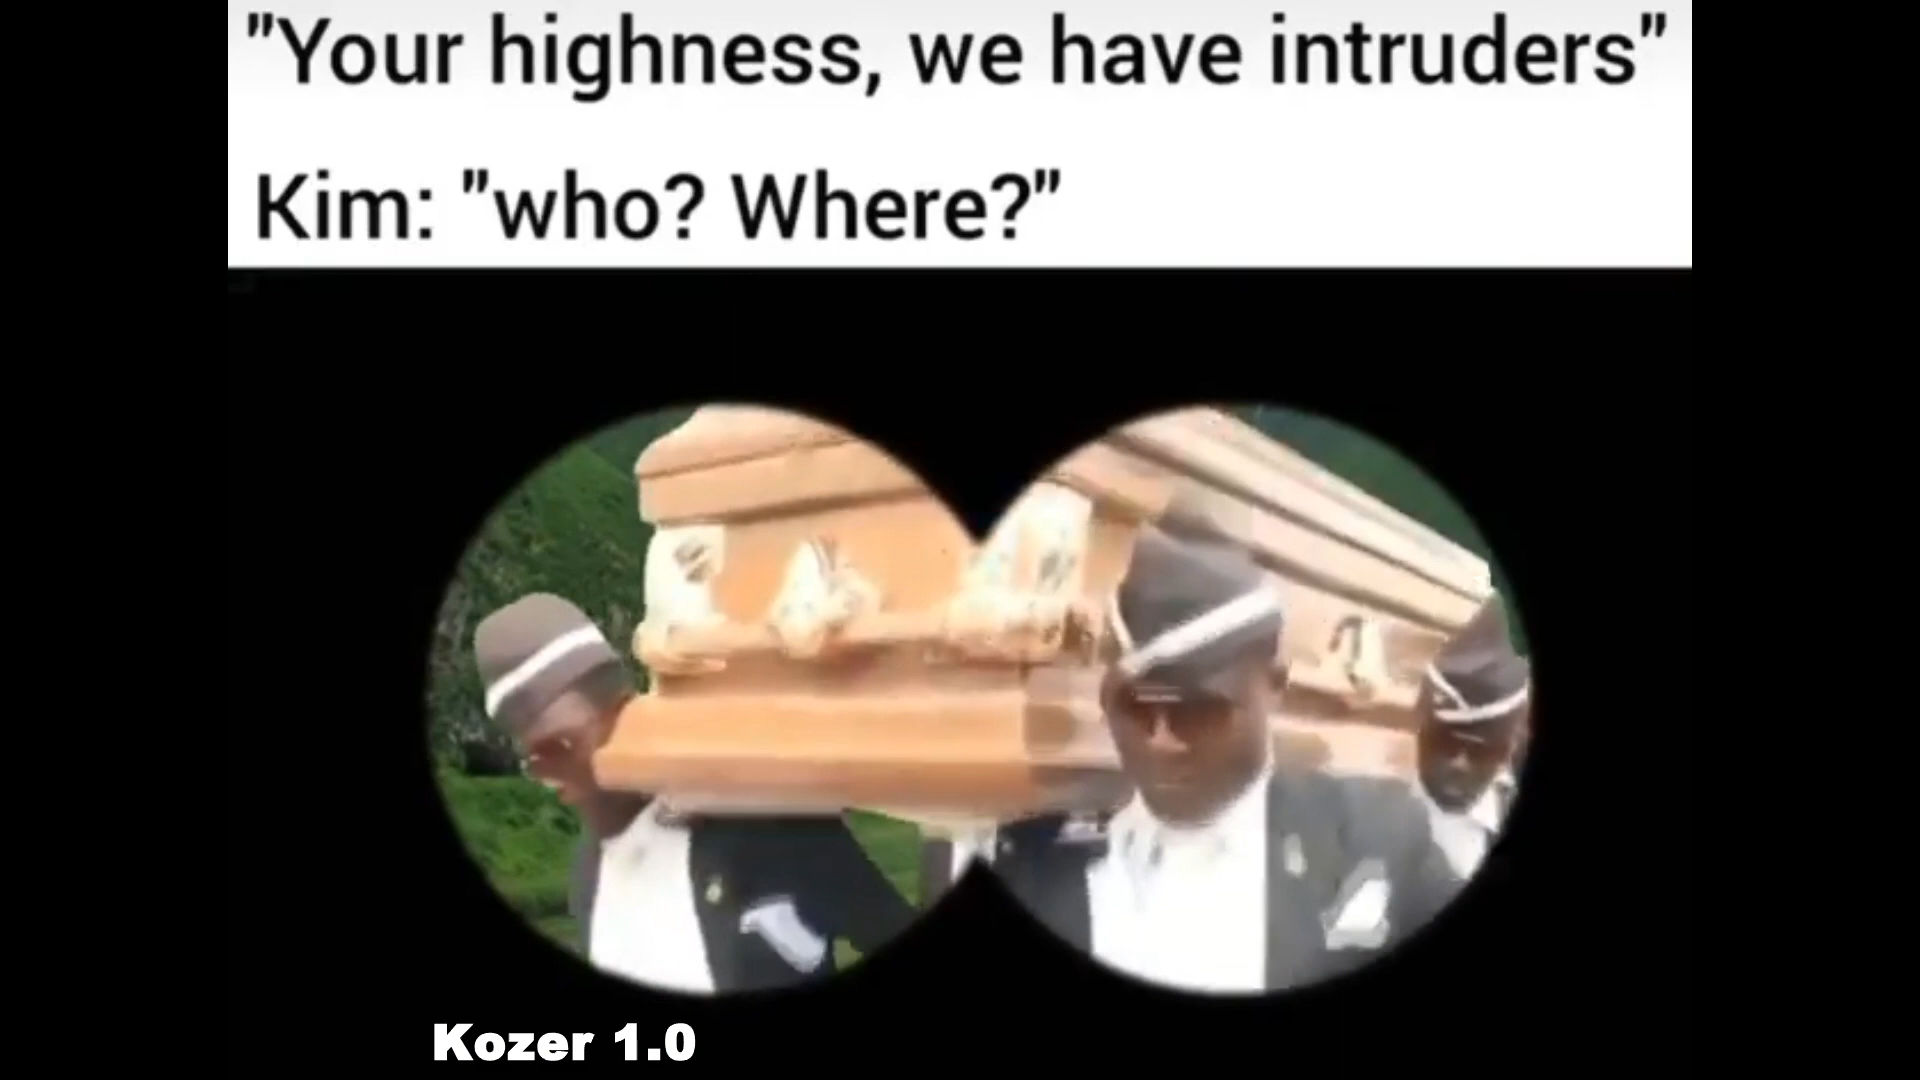 "Your highness, we have intruders"
Kim: "who? Where?"
Kozer 1.0